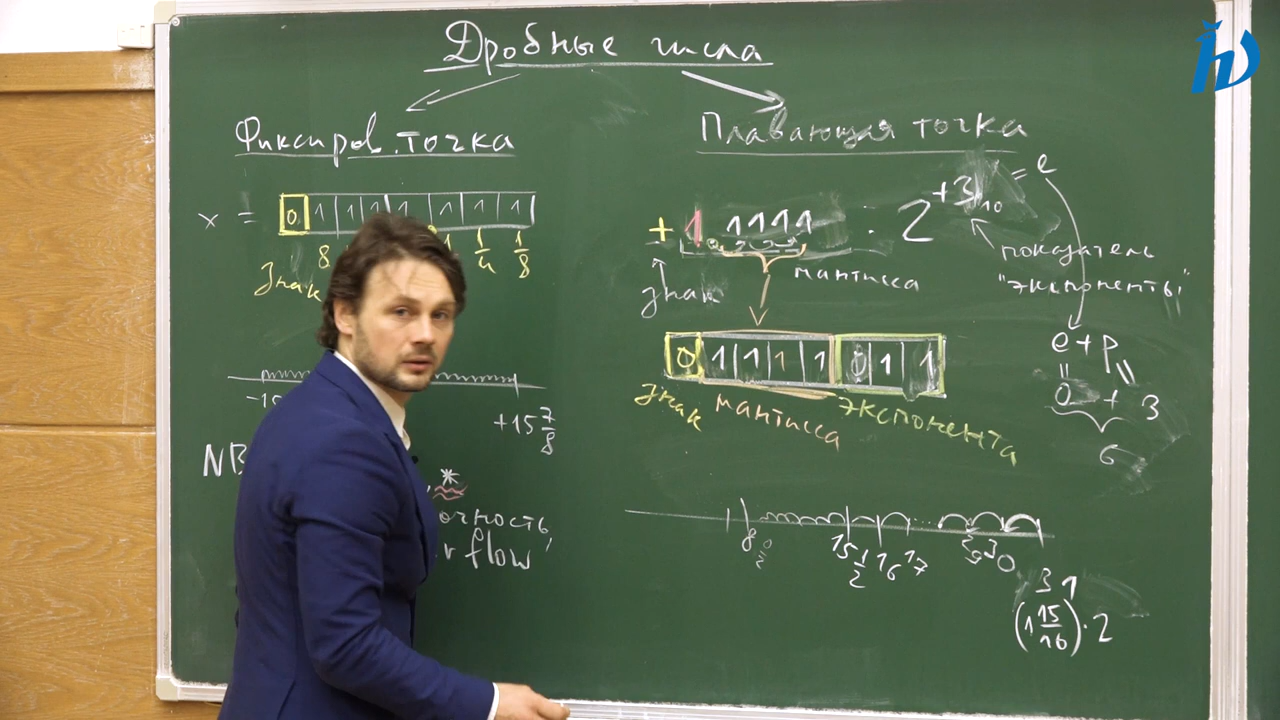 Дробные числа
Фиксиров. точка
x = 0 1 1 1 1 1 1 1
8 1/4 1/8
Знак
+15 7/8
NB
*
очность,
flow
Плавающая точка
+ 1 1111 · 2 +3 10 = e
знак
мантисса
показатель
"экспоненты"
0 1 1 1 1 0 1 1
Знак мантисса экспонента
e + p
0 + 3
6
8 15 1/2 16 17 30
31
(1 15/16) · 2